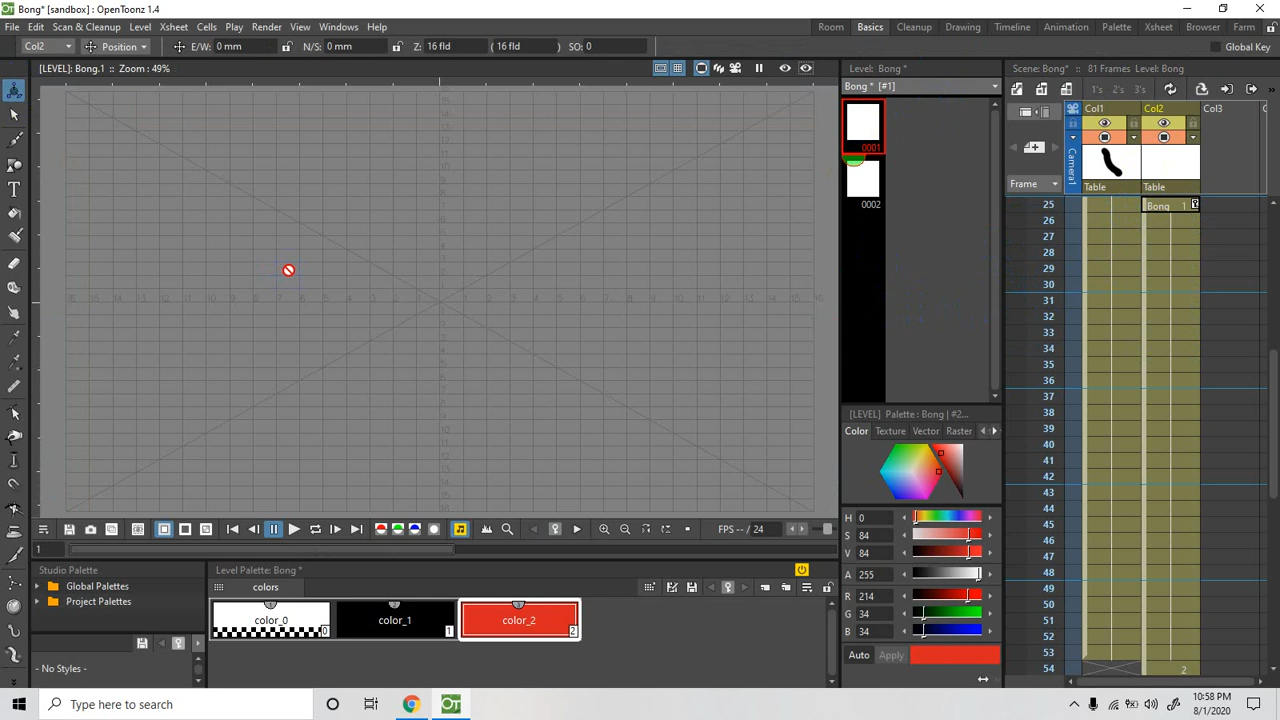 Bong* [sandbox] : OpenToonz 1.4
File Edit Scan & Cleanup Level Xsheet Cells Play Render View Windows Help
Room Basics Cleanup Drawing Timeline Animation Palette Xsheet Browser Farm
Col2 Position E/W: 0 mm N/S: 0 mm Z: 16 fld ( 16 fld ) SO: 0 Global Key
[LEVEL]: Bong.1 :: Zoom : 49%
Level: Bong *
Scene: Bong* :: 81 Frames Level: Bong
Bong * [#1]
1's 2's 3's
Col1 Col2 Col3
0001
0002
Camera1
Frame
Table Table
25 Bong 1
26
27
28
29
30
31
32
33
34
35
36
37
38
39
40
41
42
43
44
45
46
47
48
49
50
51
52
53
54 2
[LEVEL] Palette : Bong | #2...
Color Texture Vector Raster
H 0
S 84
V 84
A 255
R 214
G 34
B 34
Auto Apply
FPS -- / 24
1
Studio Palette
Global Palettes
Project Palettes
- No Styles -
Level Palette: Bong *
colors
color_0 0
color_1 1
color_2 2
Type here to search
10:58 PM
8/1/2020